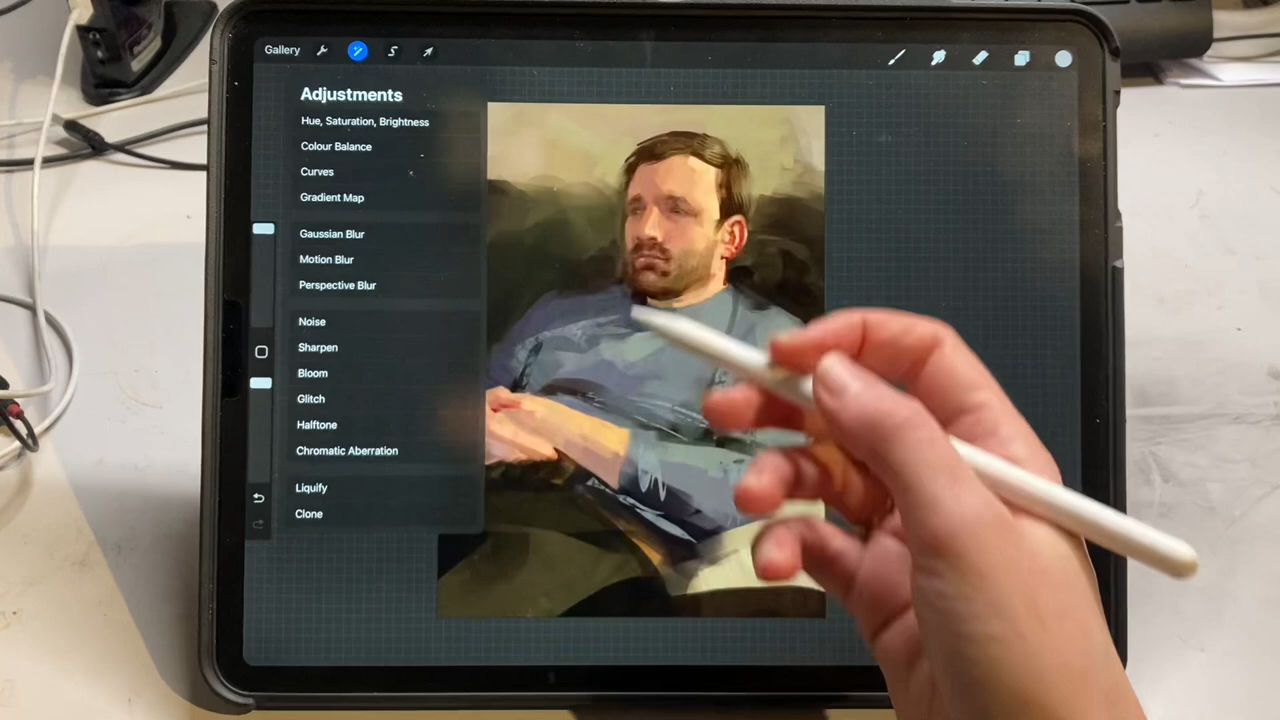 Gallery
Adjustments
Hue, Saturation, Brightness
Colour Balance
Curves
Gradient Map
Gaussian Blur
Motion Blur
Perspective Blur
Noise
Sharpen
Bloom
Glitch
Halftone
Chromatic Aberration
Liquify
Clone